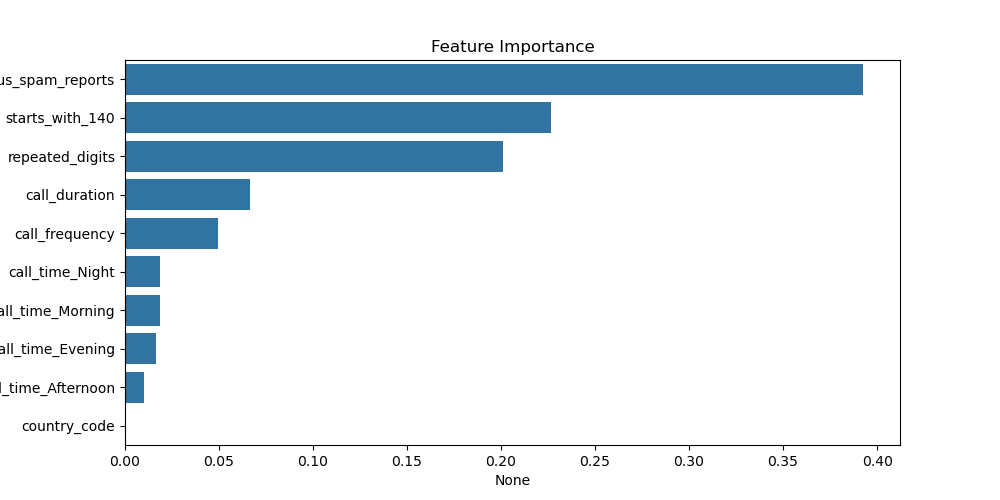 Feature Importance
us_spam_reports
starts_with_140
repeated_digits
call_duration
call_frequency
call_time_Night
all_time_Morning
all_time_Evening
l_time_Afternoon
country_code
0.00 0.05 0.10 0.15 0.20 0.25 0.30 0.35 0.40
None